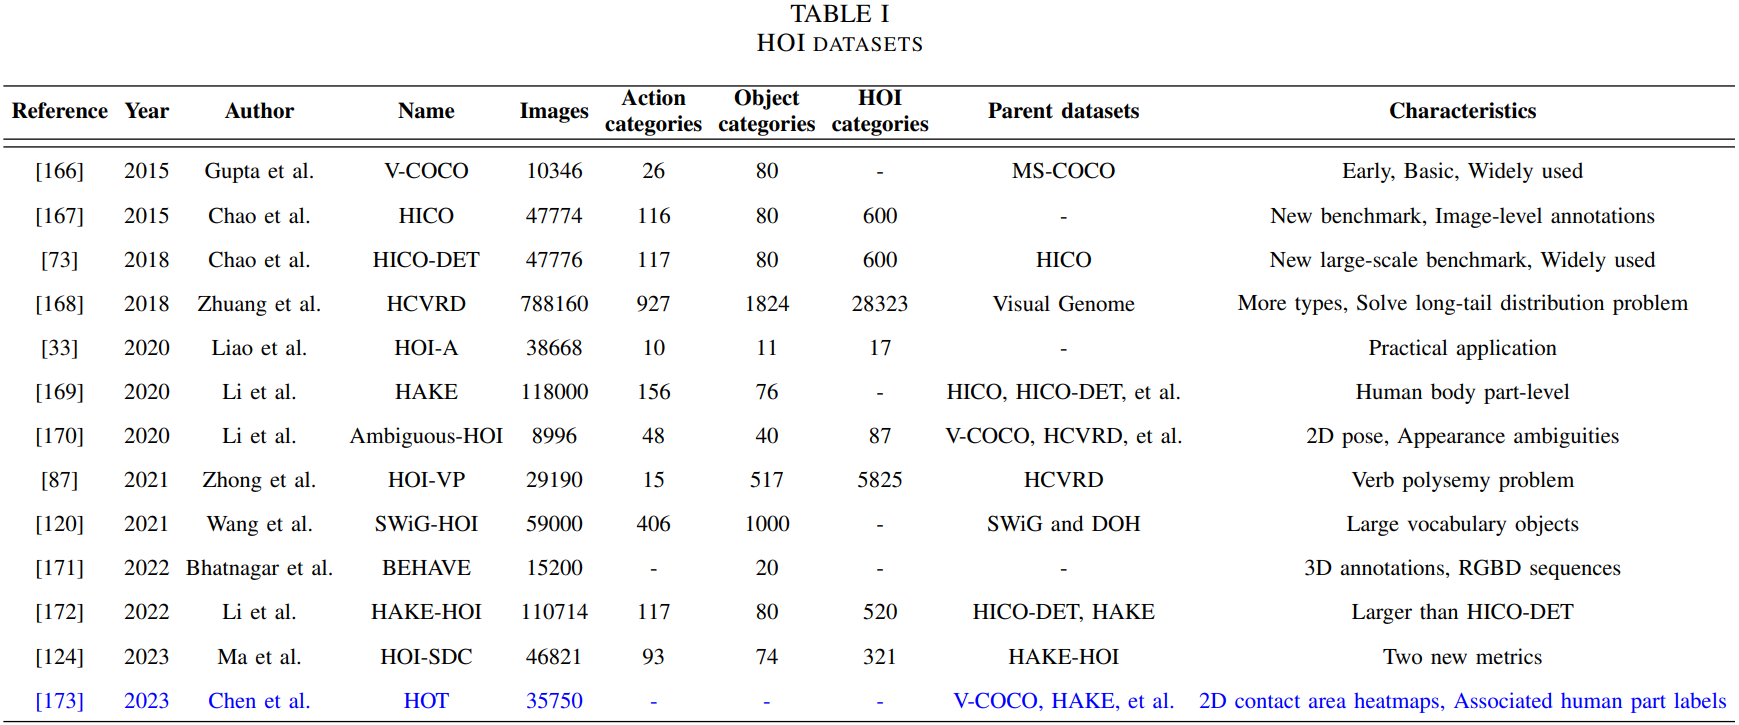 TABLE I
HOI DATASETS
Reference Year Author Name Images Action categories Object categories HOI categories Parent datasets Characteristics
[166] 2015 Gupta et al. V-COCO 10346 26 80 - MS-COCO Early, Basic, Widely used
[167] 2015 Chao et al. HICO 47774 116 80 600 - New benchmark, Image-level annotations
[73] 2018 Chao et al. HICO-DET 47776 117 80 600 HICO New large-scale benchmark, Widely used
[168] 2018 Zhuang et al. HCVRD 788160 927 1824 28323 Visual Genome More types, Solve long-tail distribution problem
[33] 2020 Liao et al. HOI-A 38668 10 11 17 - Practical application
[169] 2020 Li et al. HAKE 118000 156 76 - HICO, HICO-DET, et al. Human body part-level
[170] 2020 Li et al. Ambiguous-HOI 8996 48 40 87 V-COCO, HCVRD, et al. 2D pose, Appearance ambiguities
[87] 2021 Zhong et al. HOI-VP 29190 15 517 5825 HCVRD Verb polysemy problem
[120] 2021 Wang et al. SWiG-HOI 59000 406 1000 - SWiG and DOH Large vocabulary objects
[171] 2022 Bhatnagar et al. BEHAVE 15200 - 20 - - 3D annotations, RGBD sequences
[172] 2022 Li et al. HAKE-HOI 110714 117 80 520 HICO-DET, HAKE Larger than HICO-DET
[124] 2023 Ma et al. HOI-SDC 46821 93 74 321 HAKE-HOI Two new metrics
[173] 2023 Chen et al. HOT 35750 - - - V-COCO, HAKE, et al. 2D contact area heatmaps, Associated human part labels